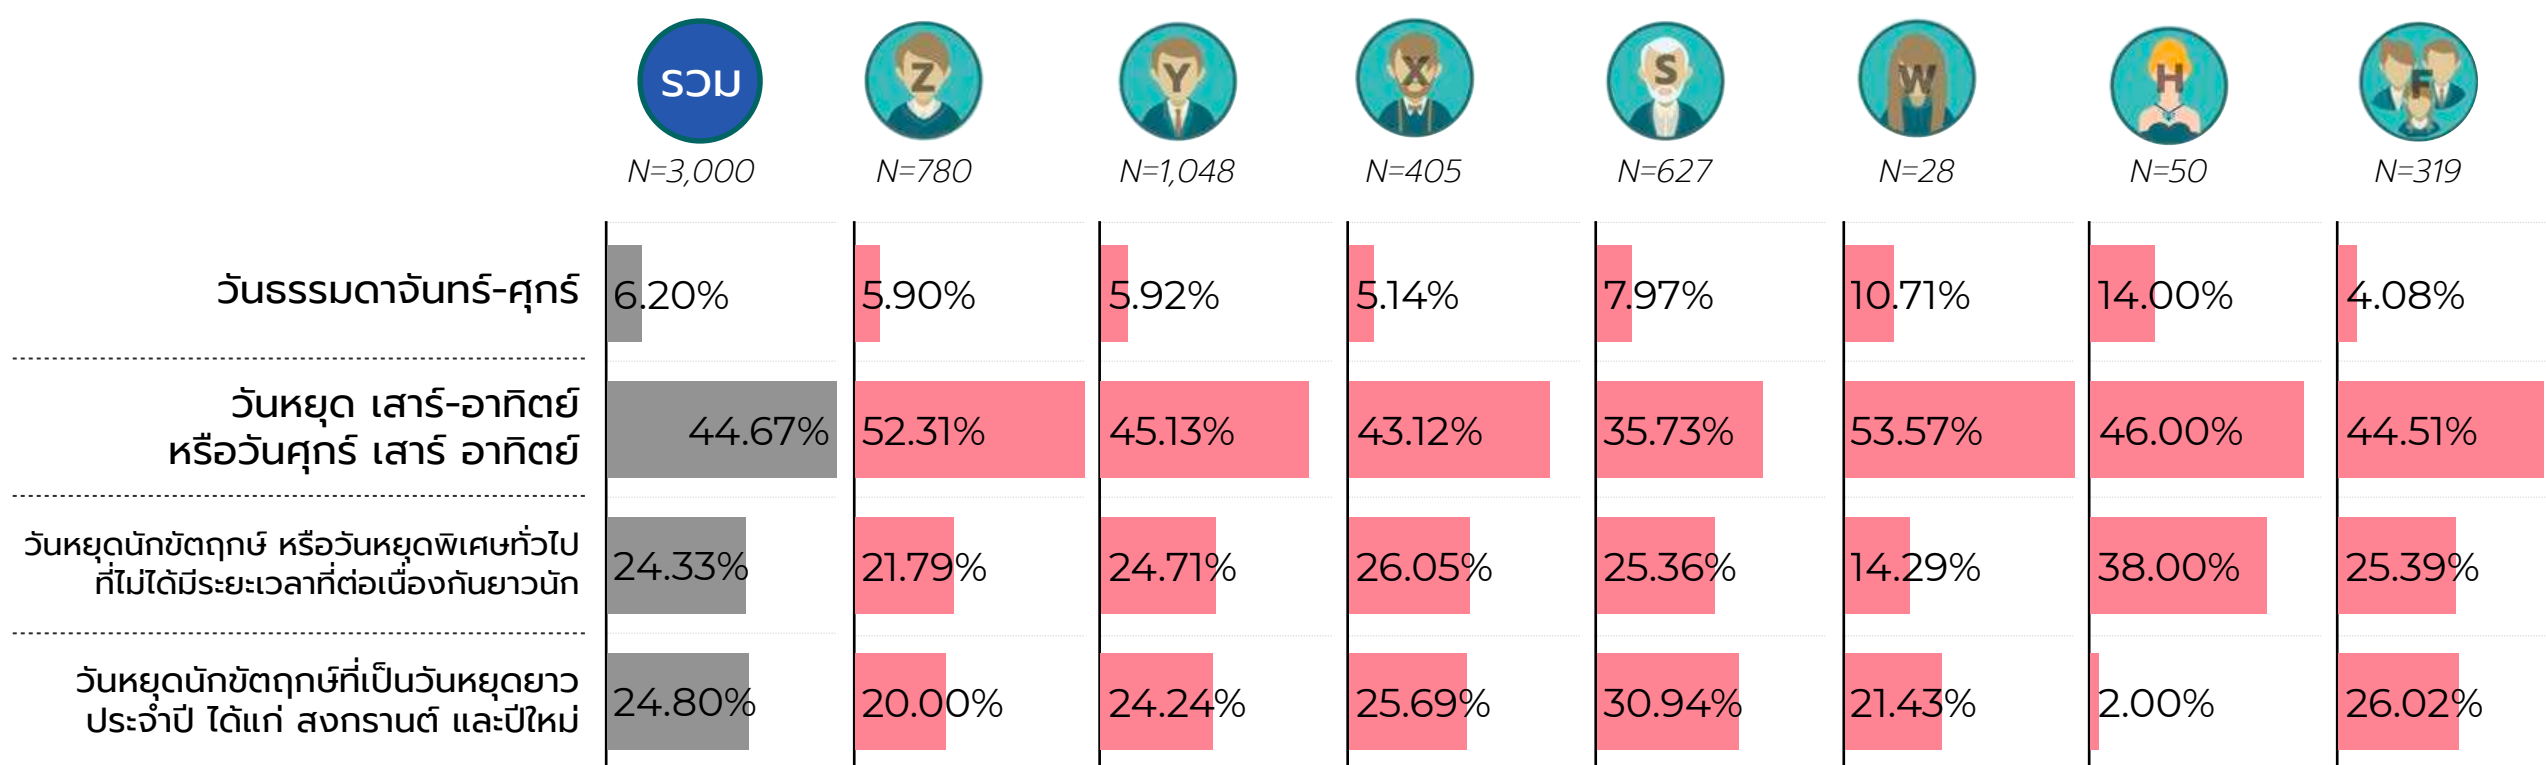 รวม Z Y X S W H F
N=3,000 N=780 N=1,048 N=405 N=627 N=28 N=50 N=319
วันธรรมดาจันทร์-ศุกร์ 6.20% 5.90% 5.92% 5.14% 7.97% 10.71% 14.00% 4.08%
วันหยุด เสาร์-อาทิตย์
หรือวันศุกร์ เสาร์ อาทิตย์ 44.67% 52.31% 45.13% 43.12% 35.73% 53.57% 46.00% 44.51%
วันหยุดนักขัตฤกษ์ หรือวันหยุดพิเศษทั่วไป
ที่ไม่ได้มีระยะเวลาที่ต่อเนื่องกันยาวนัก 24.33% 21.79% 24.71% 26.05% 25.36% 14.29% 38.00% 25.39%
วันหยุดนักขัตฤกษ์ที่เป็นวันหยุดยาว
ประจำปี ได้แก่ สงกรานต์ และปีใหม่ 24.80% 20.00% 24.24% 25.69% 30.94% 21.43% 2.00% 26.02%